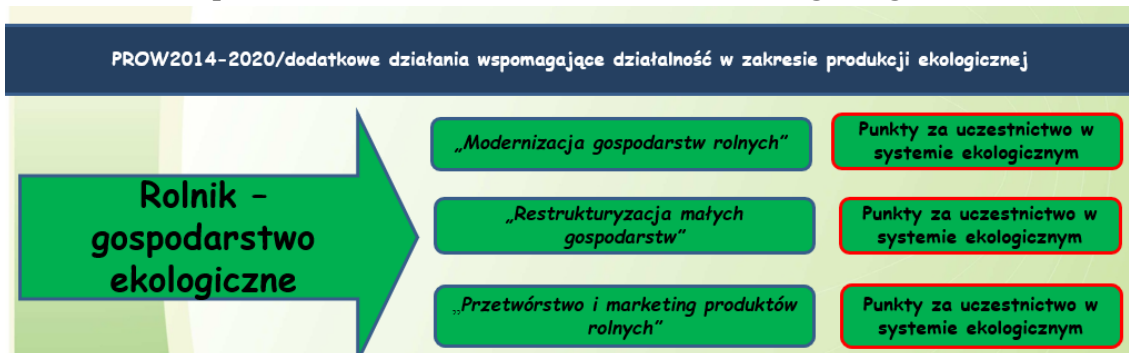 PROW2014-2020/dodatkowe działania wspomagające działalność w zakresie produkcji ekologicznej
Rolnik –
gospodarstwo
ekologiczne
„Modernizacja gospodarstw rolnych”
Punkty za uczestnictwo w
systemie ekologicznym
„Restrukturyzacja małych
gospodarstw”
Punkty za uczestnictwo w
systemie ekologicznym
„Przetwórstwo i marketing produktów
rolnych”
Punkty za uczestnictwo w
systemie ekologicznym